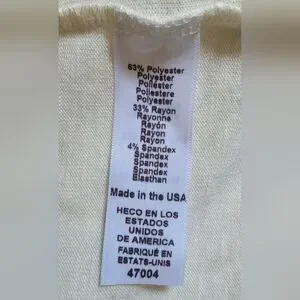 63% Polyester
Polyester
Poliéster
Poliestere
Polyester
33% Rayon
Rayonne
Rayón
Rayon
Rayon
4% Spandex
Spandex
Spandex
Spandex
Elasthan
Made in the USA
HECO EN LOS
ESTADOS
UNIDOS
DE AMERICA
FABRIQUÉ EN
ESTATS-UNIS
47004